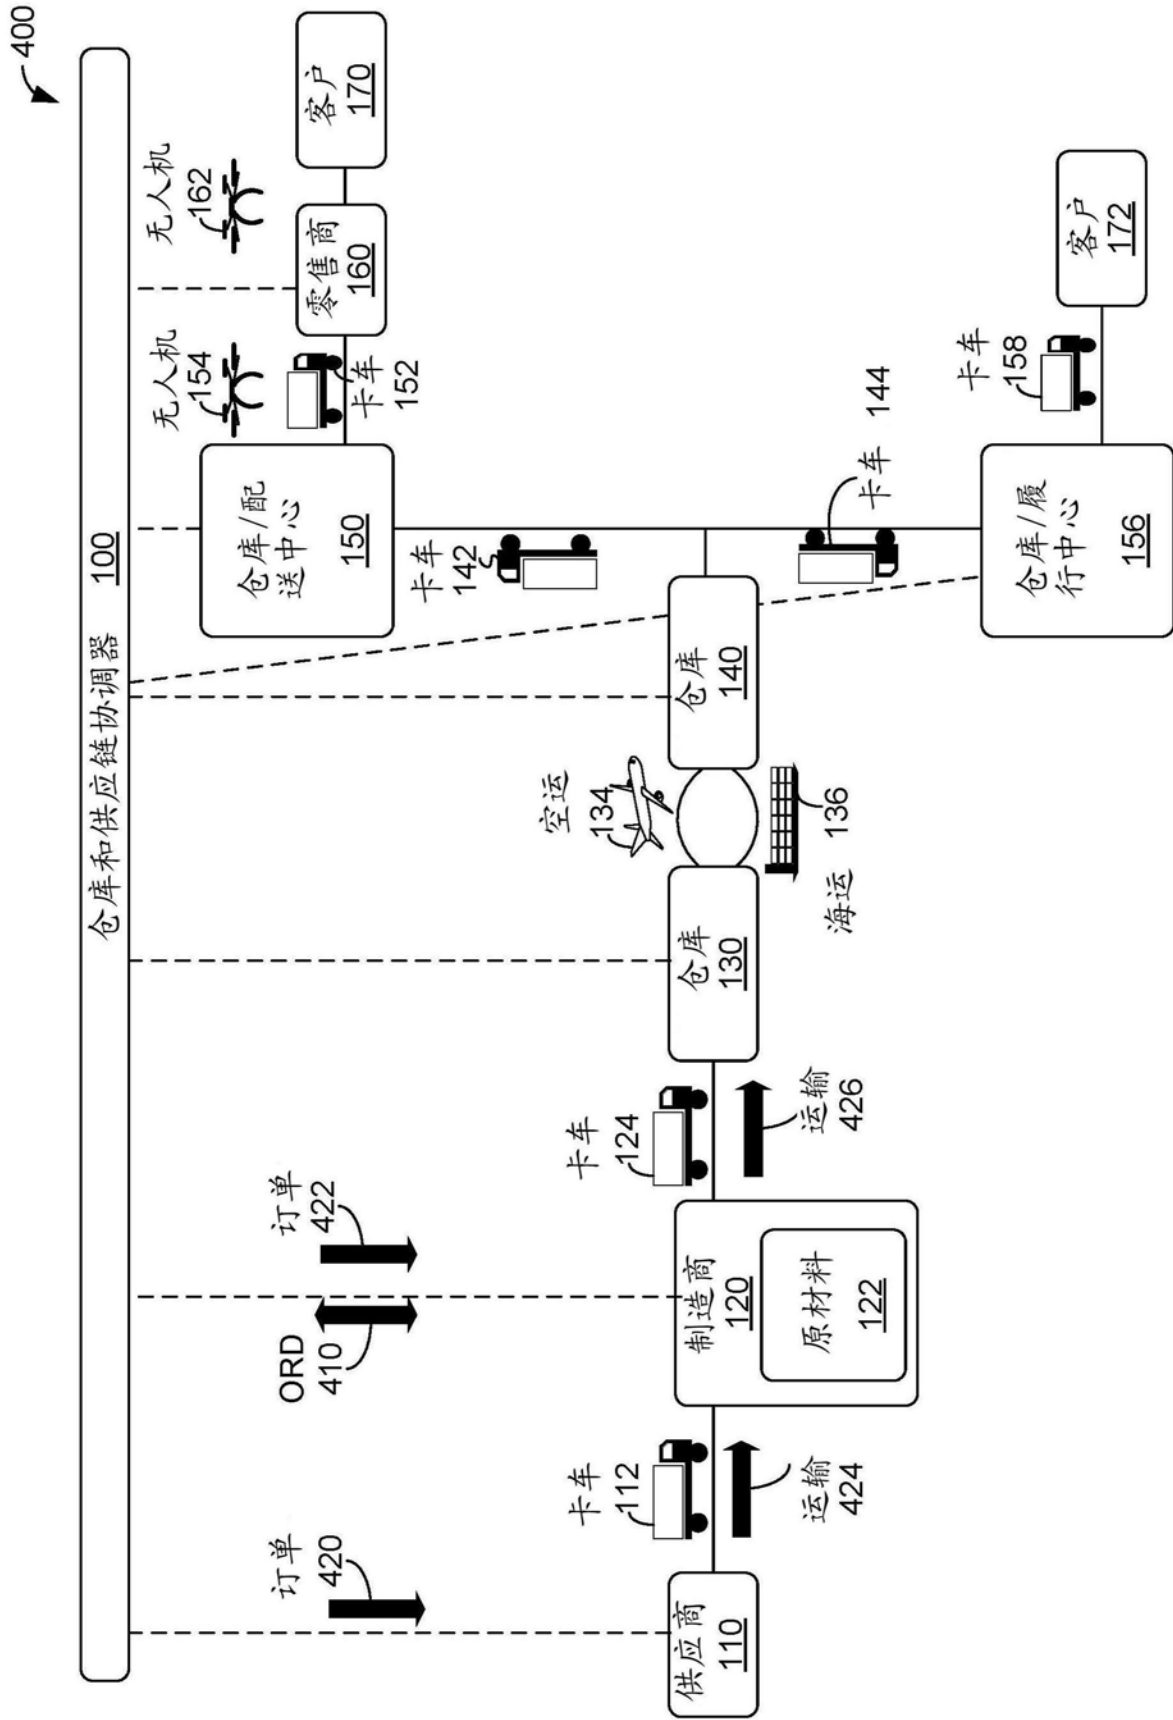 400
仓库和供应链协调器 100
无人机
154
无人机
162
订单
420
ORD
410
订单
422
仓库/配
送中心
150
卡车
152
零售商
160
客户
170
卡车
142
卡车
112
卡车
124
空运
134
供应商
110
制造商
120
原材料
122
仓库
130
仓库
140
运输
424
运输
426
海运
136
卡车
144
卡车
158
仓库/履
行中心
156
客户
172